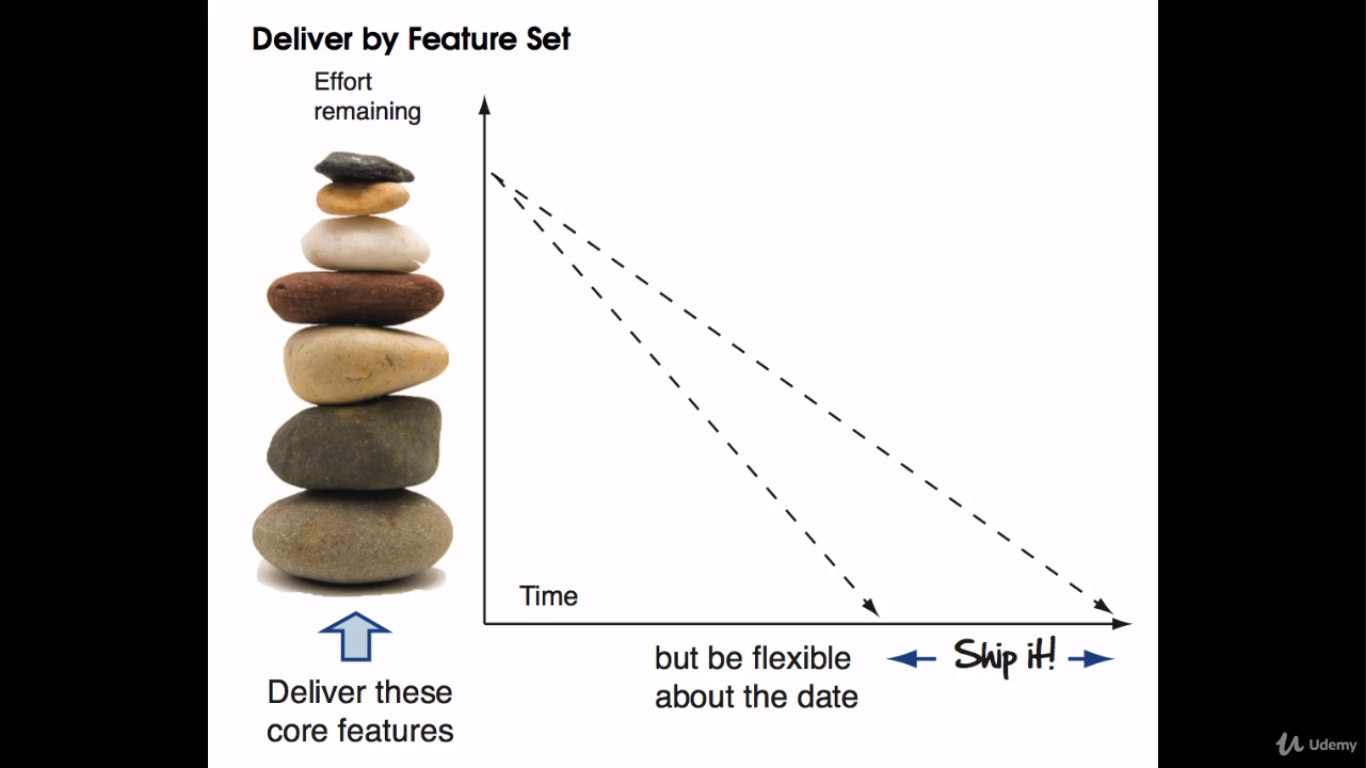 Deliver by Feature Set
Effort
remaining
Time
but be flexible
about the date
Ship it!
Deliver these
core features
Udemy